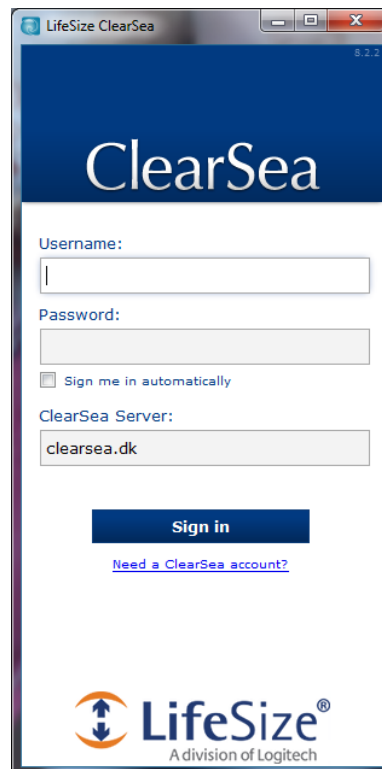 LifeSize ClearSea
8.2.2
ClearSea
Username:
Password:
Sign me in automatically
ClearSea Server:
clearsea.dk
Sign in
Need a ClearSea account?
LifeSize®
A division of Logitech